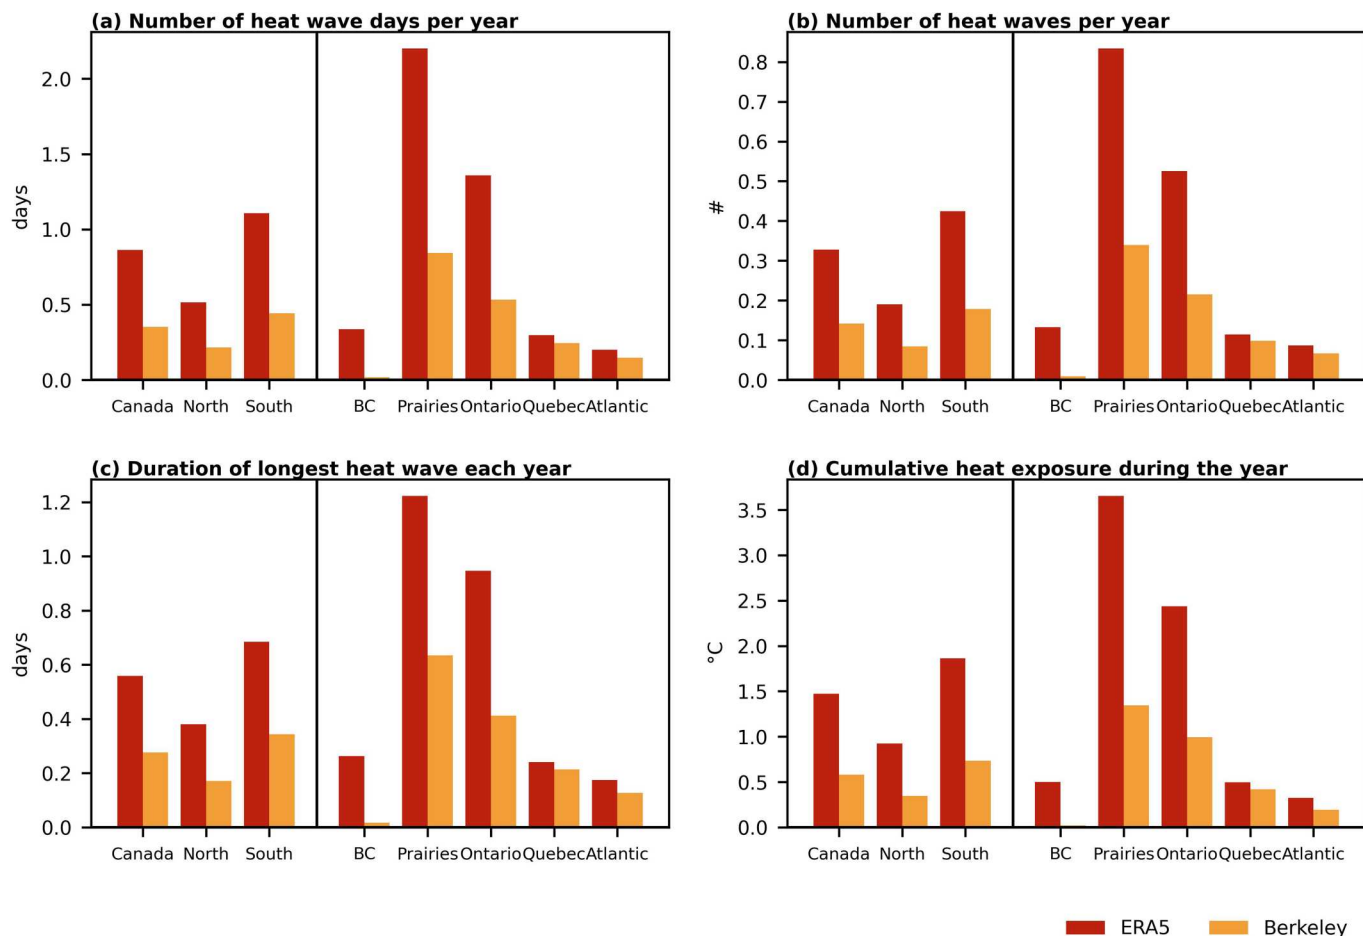 (a) Number of heat wave days per year
days
2.0
1.5
1.0
0.5
0.0
Canada North South BC Prairies Ontario Quebec Atlantic
(b) Number of heat waves per year
#
0.8
0.7
0.6
0.5
0.4
0.3
0.2
0.1
0.0
Canada North South BC Prairies Ontario Quebec Atlantic
(c) Duration of longest heat wave each year
days
1.2
1.0
0.8
0.6
0.4
0.2
0.0
Canada North South BC Prairies Ontario Quebec Atlantic
(d) Cumulative heat exposure during the year
°C
3.5
3.0
2.5
2.0
1.5
1.0
0.5
0.0
Canada North South BC Prairies Ontario Quebec Atlantic
ERA5 Berkeley